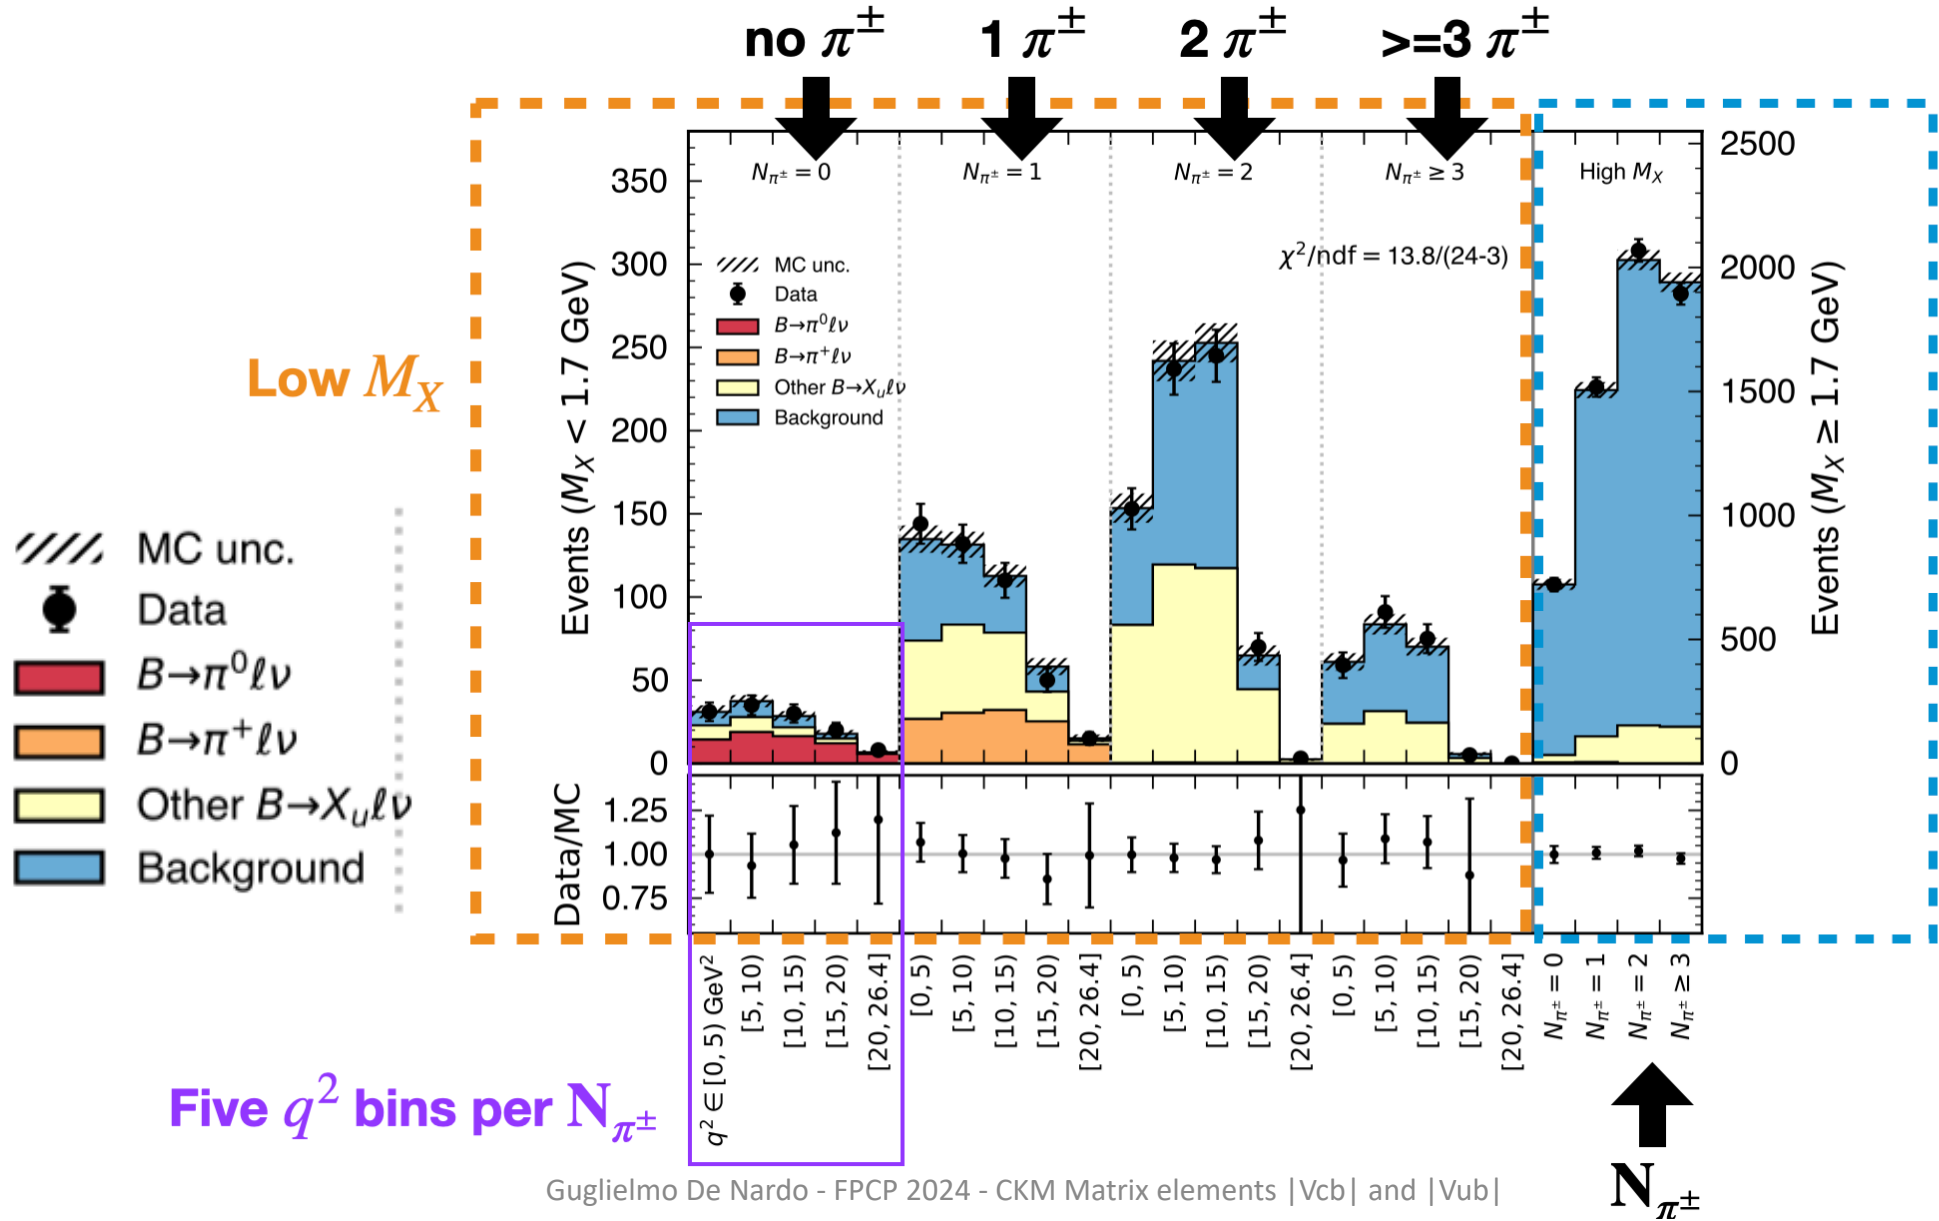 no π± 1 π± 2 π± >=3 π±
N_π± = 0 N_π± = 1 N_π± = 2 N_π± ≥ 3 High M_X
Low M_X
Events (M_X < 1.7 GeV)
350
300
250
200
150
100
50
0
χ²/ndf = 13.8/(24-3)
MC unc.
Data
B→π⁰ℓν
B→π⁺ℓν
Other B→X_uℓν
Background
2500
2000
1500
1000
500
0
Events (M_X ≥ 1.7 GeV)
MC unc.
Data
B→π⁰ℓν
B→π⁺ℓν
Other B→X_uℓν
Background
Data/MC
1.25
1.00
0.75
q² ∈ [0, 5) GeV²
[5, 10)
[10, 15)
[15, 20)
[20, 26.4]
[0, 5)
[5, 10)
[10, 15)
[15, 20)
[20, 26.4]
[0, 5)
[5, 10)
[10, 15)
[15, 20)
[20, 26.4]
[0, 5)
[5, 10)
[10, 15)
[15, 20)
[20, 26.4]
N_π± = 0
N_π± = 1
N_π± = 2
N_π± ≥ 3
Five q² bins per N_π±
N_π±
Guglielmo De Nardo - FPCP 2024 - CKM Matrix elements |Vcb| and |Vub|